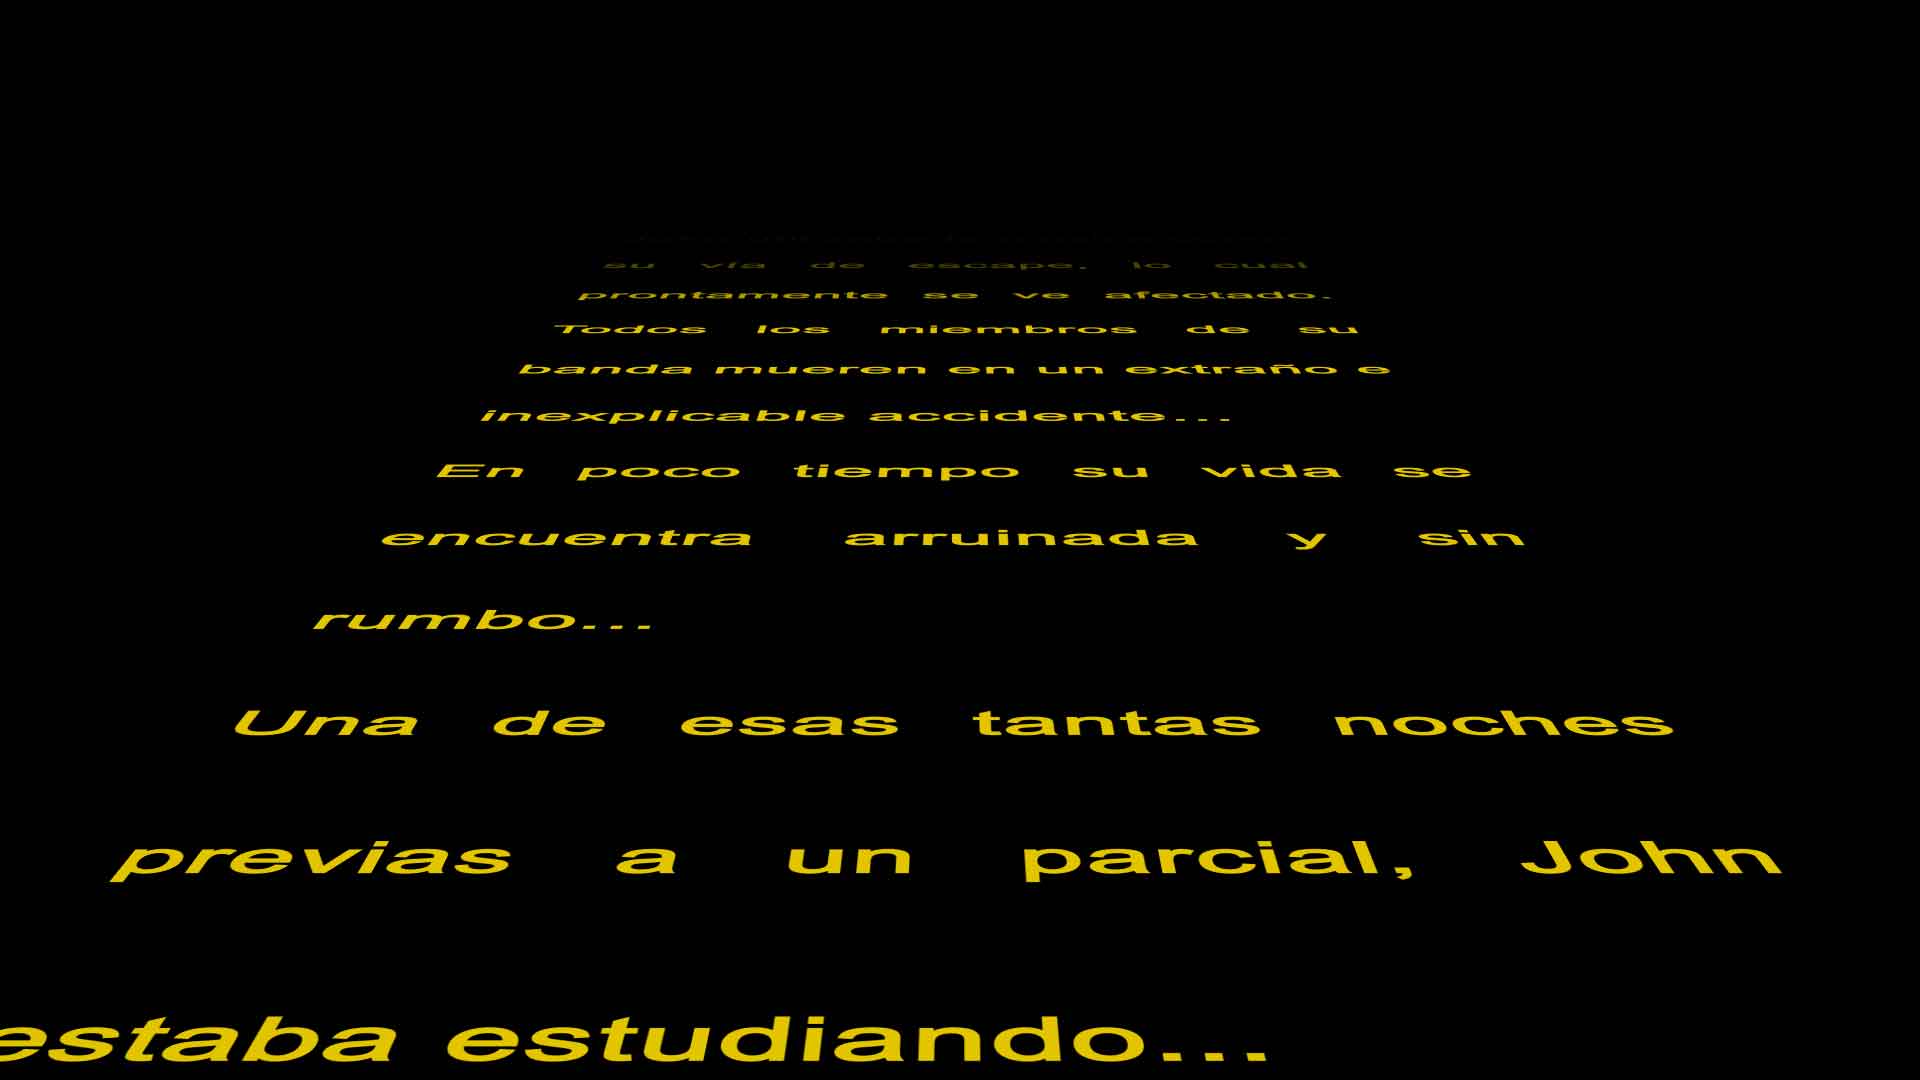 su vía de escape, lo cual
prontamente se ve afectado.
Todos los miembros de su
banda mueren en un extraño e
inexplicable accidente...
En poco tiempo su vida se
encuentra arruinada y sin
rumbo...
Una de esas tantas noches
previas a un parcial, John
estaba estudiando...